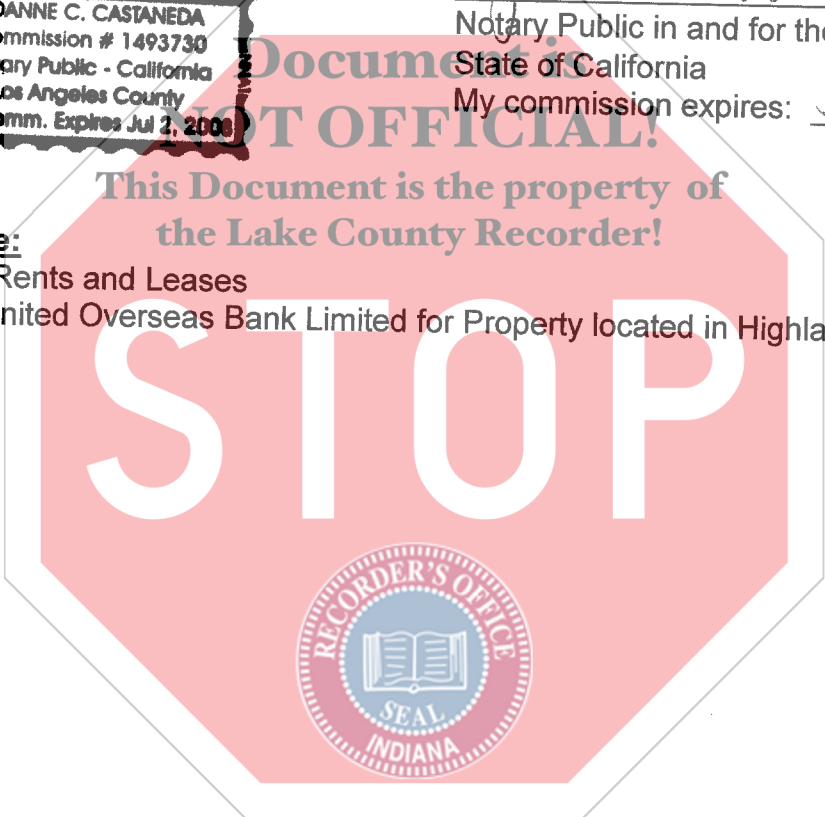 DANNE C. CASTANEDA
mmission # 1493730
ary Public - California
os Angeles County
mm. Expires Jul 2, 2008
Notary Public in and for the
State of California
My commission expires:
Document is
NOT OFFICIAL!
This Document is the property of
the Lake County Recorder!
e:
Rents and Leases
nited Overseas Bank Limited for Property located in Highla
STOP
RECORDER'S OFFICE
SEAL
INDIANA